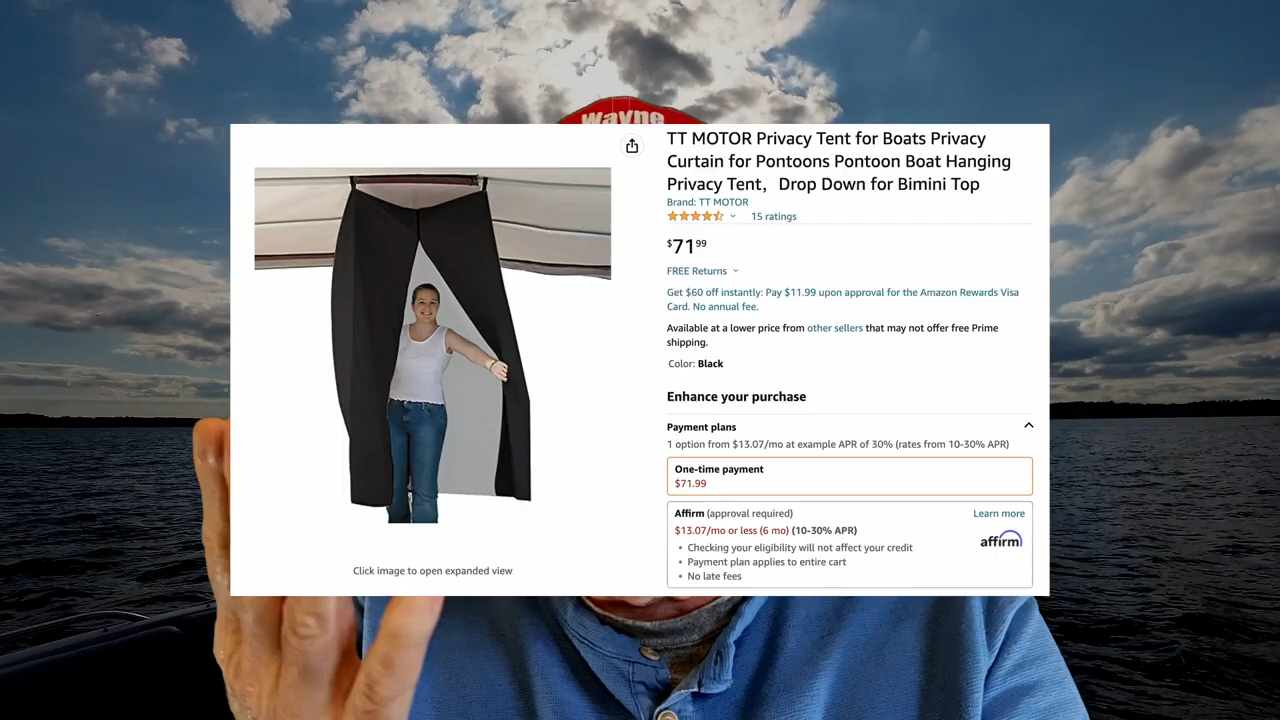 Wayne
TT MOTOR Privacy Tent for Boats Privacy
Curtain for Pontoons Pontoon Boat Hanging
Privacy Tent， Drop Down for Bimini Top
Brand: TT MOTOR
15 ratings
$71 99
FREE Returns
Get $60 off instantly: Pay $11.99 upon approval for the Amazon Rewards Visa
Card. No annual fee.
Available at a lower price from other sellers that may not offer free Prime
shipping.
Color: Black
Enhance your purchase
Payment plans
1 option from $13.07/mo at example APR of 30% (rates from 10-30% APR)
One-time payment
$71.99
Affirm (approval required) Learn more
$13.07/mo or less (6 mo) (10-30% APR)
affirm
• Checking your eligibility will not affect your credit
• Payment plan applies to entire cart
• No late fees
Click image to open expanded view